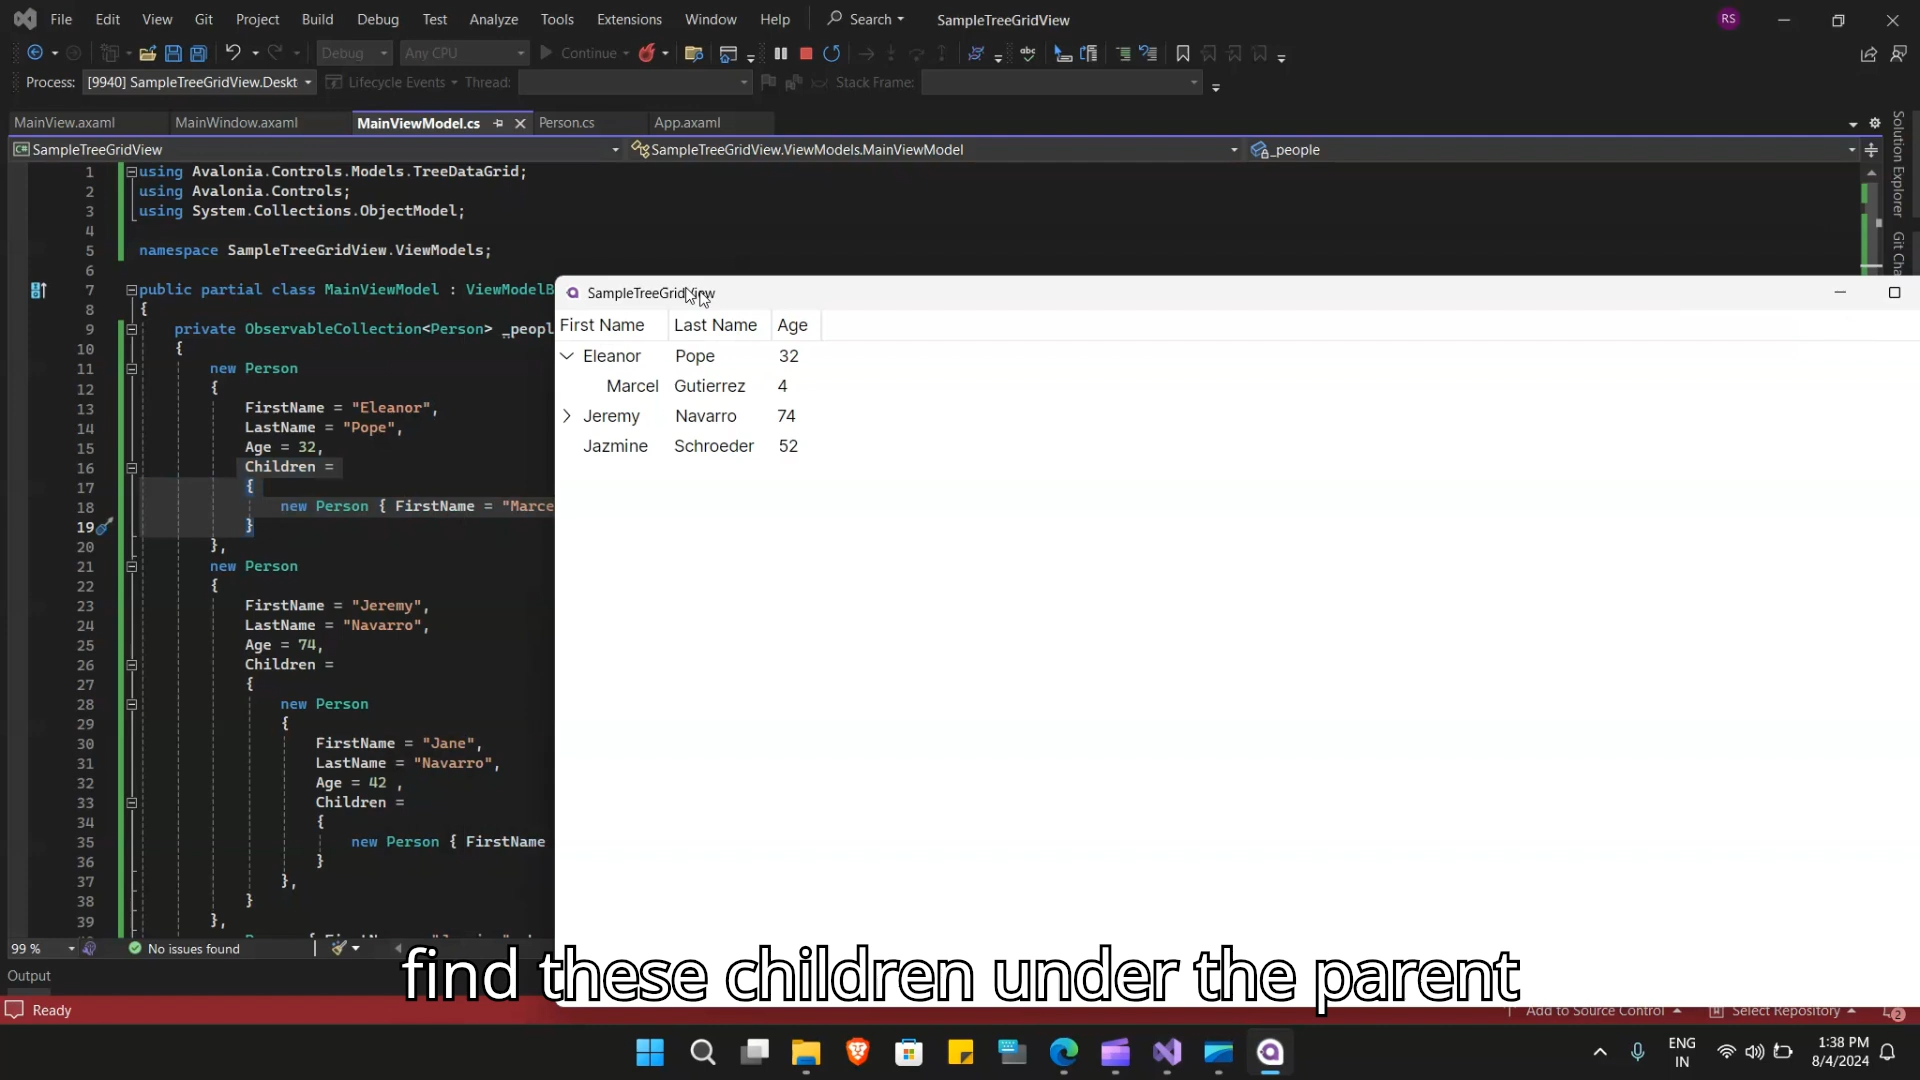 File Edit View Git Project Build Debug Test Analyze Tools Extensions Window Help Search SampleTreeGridView RS
Debug Any CPU Continue
Process: [9940] SampleTreeGridView.Deskt Lifecycle Events Thread: Stack Frame:
MainView.axaml MainWindow.axaml MainViewModel.cs Person.cs App.axaml
SampleTreeGridView SampleTreeGridView.ViewModels.MainViewModel _people
1 using Avalonia.Controls.Models.TreeDataGrid;
2 using Avalonia.Controls;
3 using System.Collections.ObjectModel;
4
5 namespace SampleTreeGridView.ViewModels;
6
7 public partial class MainViewModel : ViewModelB
8 {
9 private ObservableCollection<Person> _peopl
10 {
11 new Person
12 {
13 FirstName = "Eleanor",
14 LastName = "Pope",
15 Age = 32,
16 Children =
17 {
18 new Person { FirstName = "Marce
19 }
20 },
21 new Person
22 {
23 FirstName = "Jeremy",
24 LastName = "Navarro",
25 Age = 74,
26 Children =
27 {
28 new Person
29 {
30 FirstName = "Jane",
31 LastName = "Navarro",
32 Age = 42 ,
33 Children =
34 {
35 new Person { FirstName
36 }
37 },
38 }
39 },
SampleTreeGridView
First Name Last Name Age
Eleanor Pope 32
Marcel Gutierrez 4
Jeremy Navarro 74
Jazmine Schroeder 52
Solution Explorer
Git Cha
99 % No issues found
Output
find these children under the parent
Ready Add to Source Control Select Repository 2
ENG
IN
1:38 PM
8/4/2024